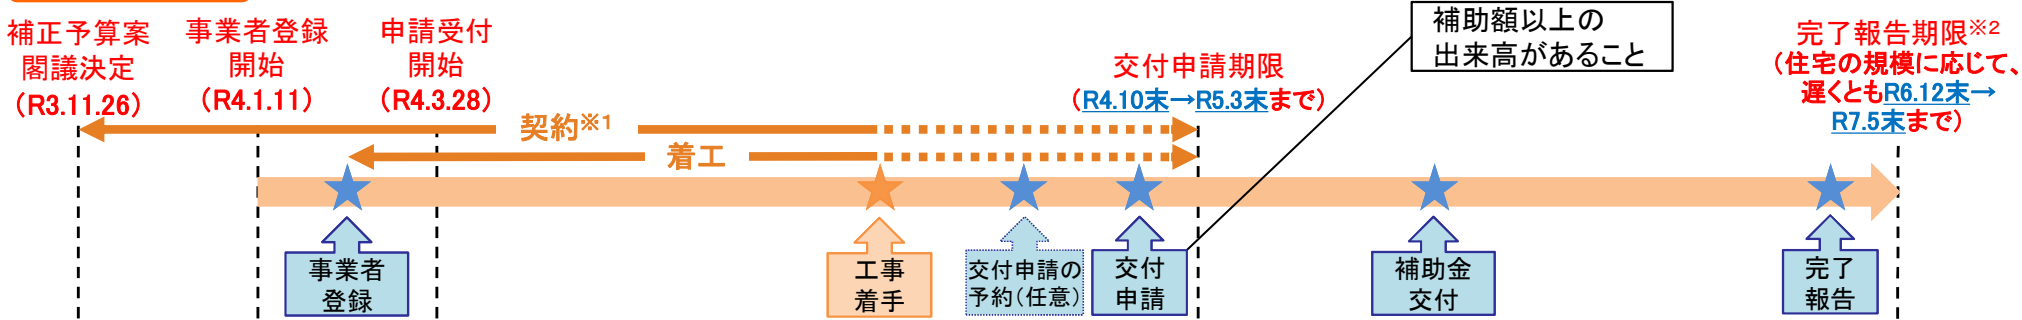 補正予算案
閣議決定
（R3.11.26）
事業者登録
開始
（R4.1.11）
申請受付
開始
（R4.3.28）
交付申請期限
（R4.10末→R5.3末まで）
補助額以上の
出来高があること
完了報告期限※2
（住宅の規模に応じて、
遅くともR6.12末→
R7.5末まで）
契約※1
着工
事業者
登録
工事
着手
交付申請の
予約（任意）
交付
申請
補助金
交付
完了
報告